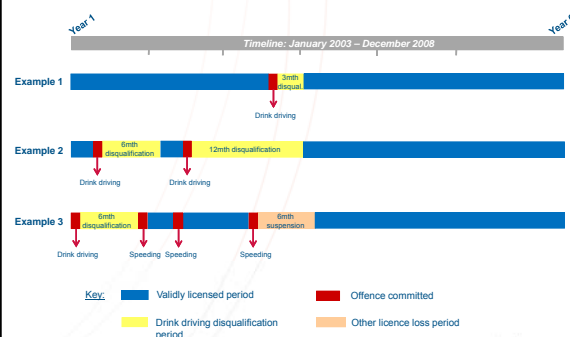 Year 1
Year
Timeline: January 2003 – December 2008
Example 1
3mth
disqual.
Drink driving
Example 2
6mth
disqualification
12mth disqualification
Drink driving
Drink driving
Example 3
6mth
disqualification
6mth
suspension
Drink driving
Speeding
Speeding
Speeding
Key:
Validly licensed period
Offence committed
Drink driving disqualification
period
Other licence loss period